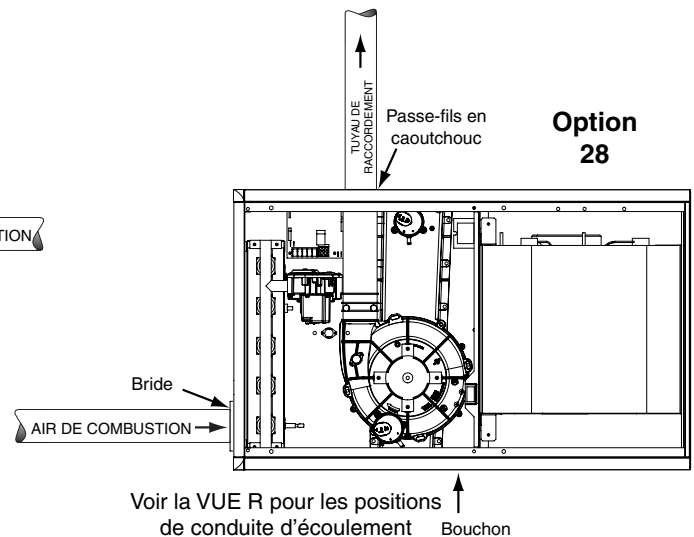 TUYAU DE
RACCORDEMENT
Passe-fils en
caoutchouc
Option
28
TION
Bride
AIR DE COMBUSTION
Voir la VUE R pour les positions
de conduite d'écoulement
Bouchon